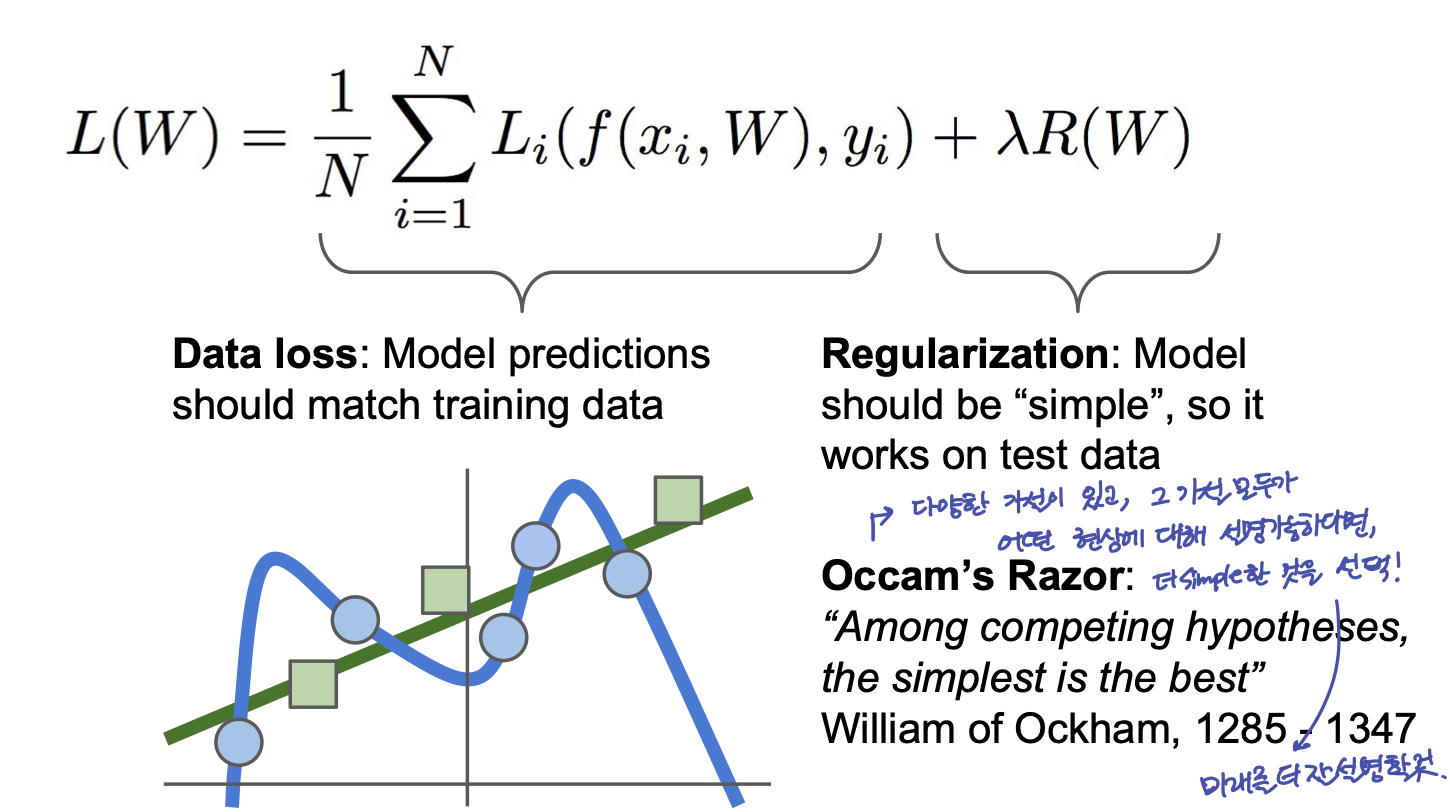 L(W) = \frac{1}{N} \sum_{i=1}^{N} L_i(f(x_i, W), y_i) + λR(W)
Data loss: Model predictions
should match training data
Regularization: Model
should be “simple”, so it
works on test data
다양한 가설이 있고, 그 가설 모두가
어떤 현상에 대해 설명가능하다면,
Occam’s Razor: 더 simple한 것을 선택!
“Among competing hypotheses,
the simplest is the best”
William of Ockham, 1285 - 1347
미래를 더 잘 설명할 것.